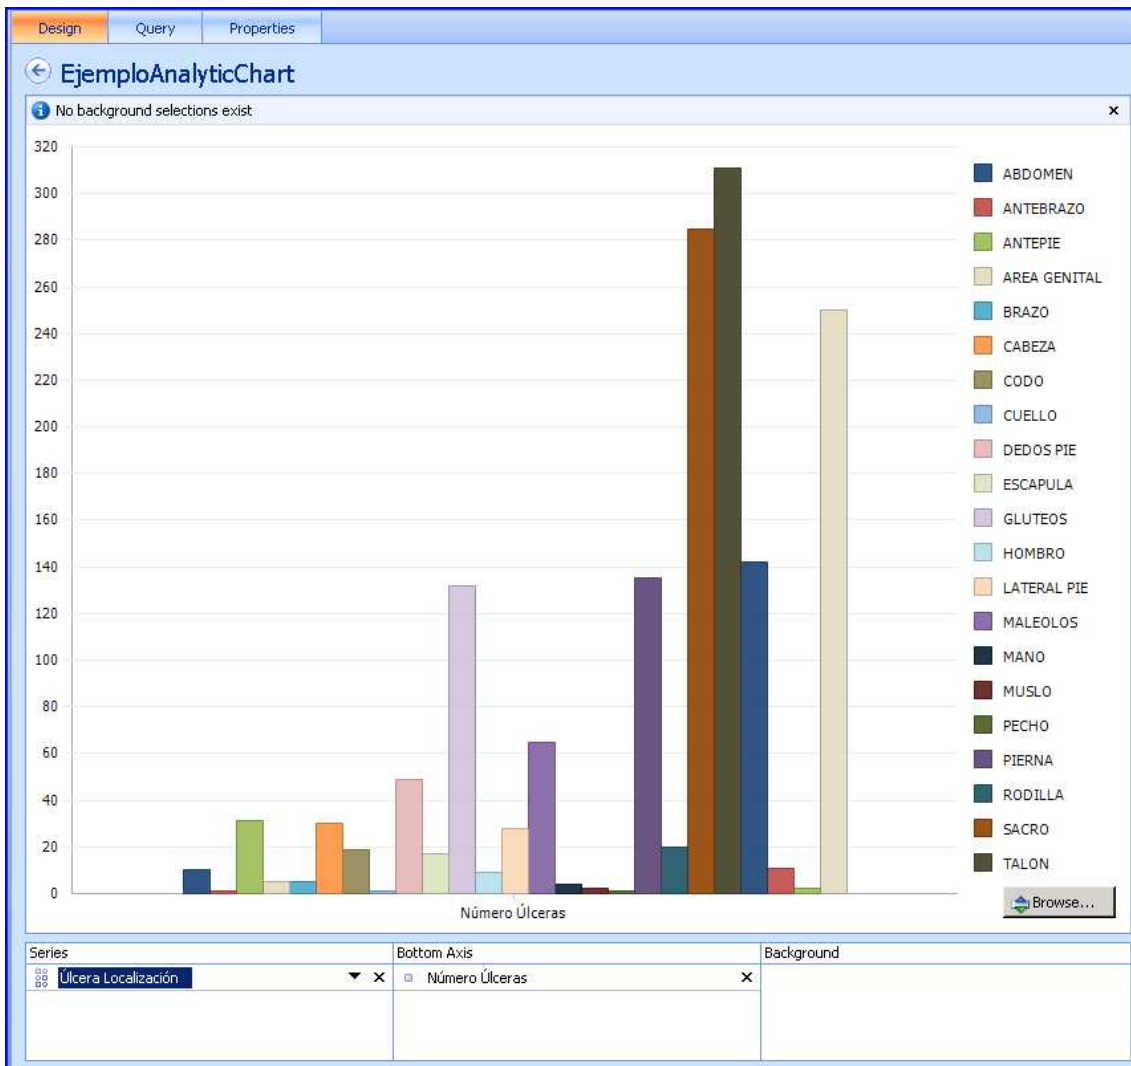 Design Query Properties
EjemploAnalyticChart
No background selections exist
320
300
280
260
240
220
200
180
160
140
120
100
80
60
40
20
0
Número Úlceras
ABDOMEN
ANTEBRAZO
ANTEPIE
AREA GENITAL
BRAZO
CABEZA
CODO
CUELLO
DEDOS PIE
ESCAPULA
GLUTEOS
HOMBRO
LATERAL PIE
MALEOLOS
MANO
MUSLO
PECHO
PIERNA
RODILLA
SACRO
TALON
Browse...
Series Bottom Axis Background
Úlcera Localización Número Úlceras